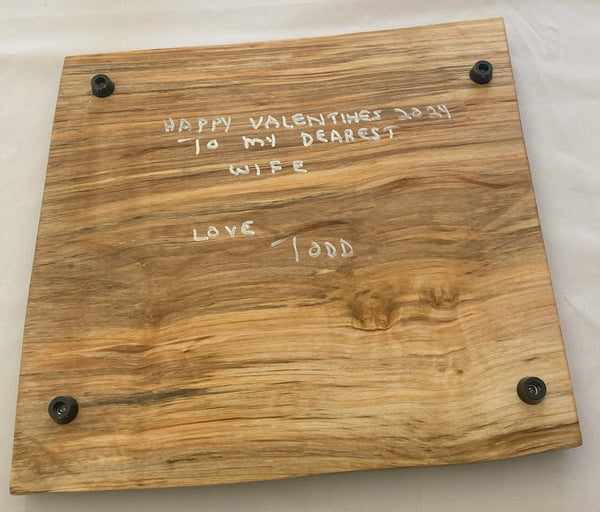 HAPPY VALENTINES 2024
TO MY DEAREST
WIFE
LOVE
TODD